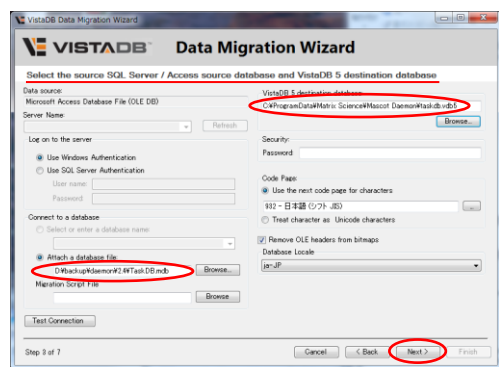 VistaDB Data Migration Wizard
VISTADB Data Migration Wizard
Select the source SQL Server / Access source database and VistaDB 5 destination database
Data source:
Microsoft Access Database File (OLE DB)
Server Name:
Refresh
Log on to the server
Use Windows Authentication
Use SQL Server Authentication
User name:
Password:
Connect to a database
Select or enter a database name:
Attach a database file:
D:¥backup¥daemon¥2.4¥TaskDB.mdb
Browse...
Migration Script File
Browse
Test Connection
VistaDB 5 destination database:
C:¥ProgramData¥Matrix Science¥Mascot Daemon¥taskdb.vdb5
Browse...
Security:
Password:
Code Page:
Use the next code page for characters
932 - 日本語 (シフト JIS)
...
Treat character as Unicode characters
Remove OLE headers from bitmaps
Database Locale
ja-JP
Step 3 of 7
Cancel
< Back
Next >
Finish